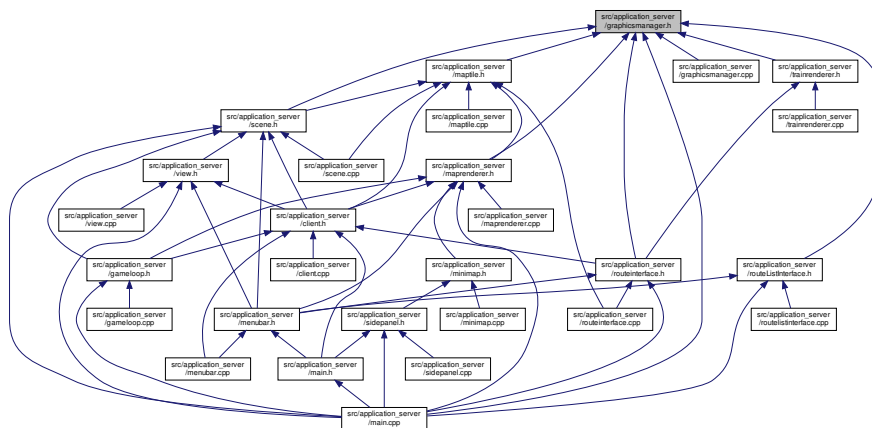 src/application_server
/graphicsmanager.h
src/application_server
/maptile.h
src/application_server
/graphicsmanager.cpp
src/application_server
/trainrenderer.h
src/application_server
/scene.h
src/application_server
/maptile.cpp
src/application_server
/trainrenderer.cpp
src/application_server
/view.h
src/application_server
/scene.cpp
src/application_server
/maprenderer.h
src/application_server
/view.cpp
src/application_server
/client.h
src/application_server
/maprenderer.cpp
src/application_server
/gameloop.h
src/application_server
/client.cpp
src/application_server
/minimap.h
src/application_server
/routeinterface.h
src/application_server
/routeListInterface.h
src/application_server
/gameloop.cpp
src/application_server
/menubar.h
src/application_server
/sidepanel.h
src/application_server
/minimap.cpp
src/application_server
/routeinterface.cpp
src/application_server
/routelistinterface.cpp
src/application_server
/menubar.cpp
src/application_server
/main.h
src/application_server
/sidepanel.cpp
src/application_server
/main.cpp